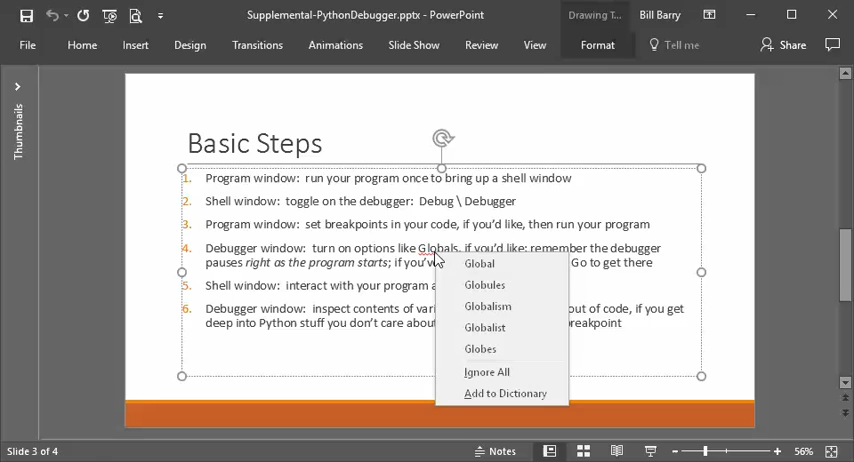 Supplemental-PythonDebugger.pptx - PowerPoint
Drawing T...
Bill Barry
File
Home
Insert
Design
Transitions
Animations
Slide Show
Review
View
Format
Tell me
Share
Thumbnails
Basic Steps
1. Program window: run your program once to bring up a shell window
2. Shell window: toggle on the debugger: Debug \ Debugger
3. Program window: set breakpoints in your code, if you'd like, then run your program
4. Debugger window: turn on options like Globals, if you'd like; remember the debugger
pauses right as the program starts; if you'v Go to get there
5. Shell window: interact with your program a
6. Debugger window: inspect contents of vari out of code, if you get
deep into Python stuff you don't care about breakpoint
Global
Globules
Globalism
Globalist
Globes
Ignore All
Add to Dictionary
Slide 3 of 4
Notes
56%